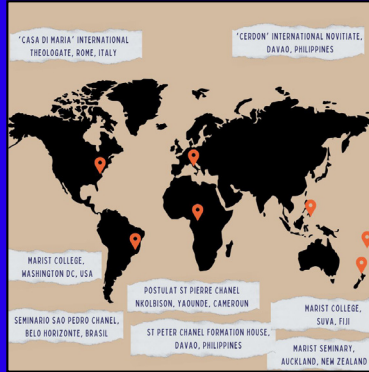 'CASA DI MARIA' INTERNATIONAL
THEOLOGATE, ROME, ITALY
'CERDON' INTERNATIONAL NOVITIATE,
DAVAO, PHILIPPINES
MARIST COLLEGE,
WASHINGTON DC, USA
POSTULAT ST PIERRE CHANEL
NKOLBISON, YAOUNDE, CAMEROUN
MARIST COLLEGE,
SUVA, FIJI
SEMINARIO SAO PEDRO CHANEL,
BELO HORIZONTE, BRASIL
ST PETER CHANEL FORMATION HOUSE,
DAVAO, PHILIPPINES
MARIST SEMINARY,
AUCKLAND, NEW ZEALAND